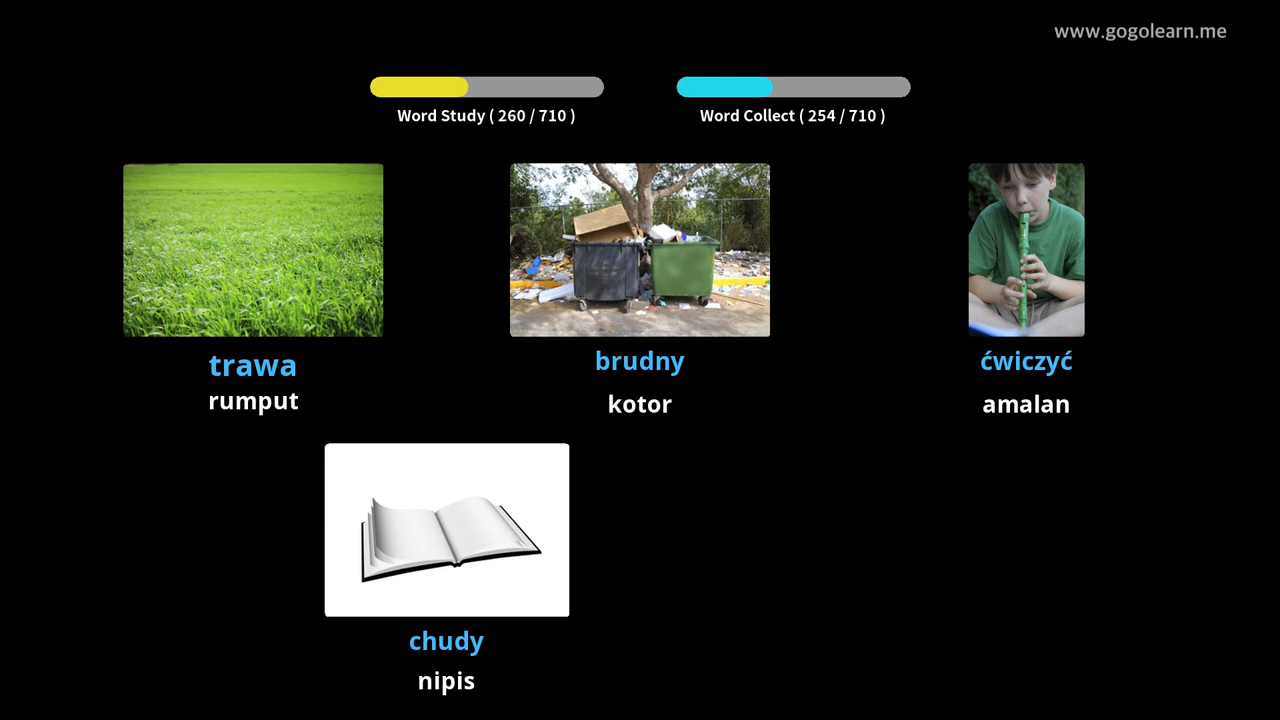 www.gogolearn.me
Word Study ( 260 / 710 )
Word Collect ( 254 / 710 )
trawa
rumput
brudny
kotor
ćwiczyć
amalan
chudy
nipis